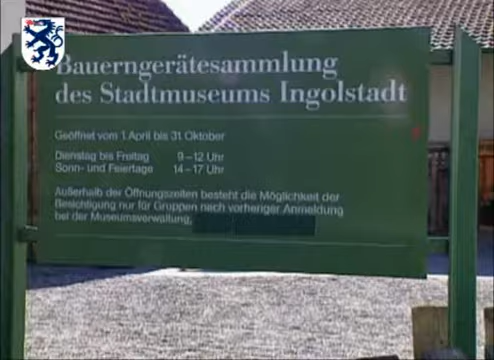 Bauerngerätesammlung
des Stadtmuseums Ingolstadt
Geöffnet vom 1. April bis 31. Oktober
Dienstag bis Freitag 9–12 Uhr
Sonn- und Feiertage 14–17 Uhr
Außerhalb der Öffnungszeiten besteht die Möglichkeit der
Besichtigung nur für Gruppen nach vorheriger Anmeldung
bei der Museumsverwaltung,